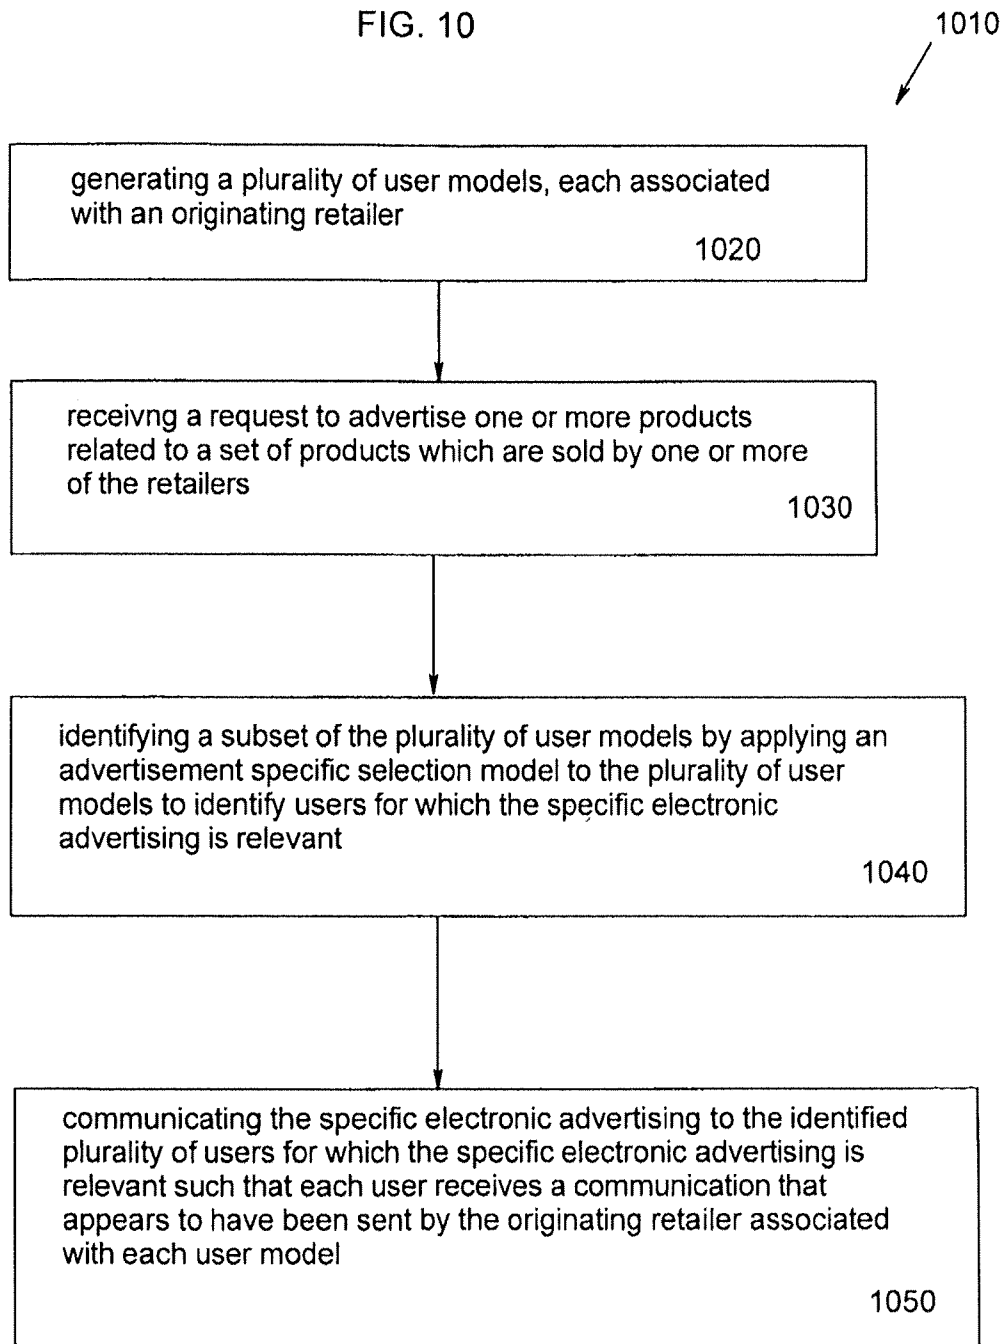 FIG. 10
1010
generating a plurality of user models, each associated
with an originating retailer
1020
receivng a request to advertise one or more products
related to a set of products which are sold by one or more
of the retailers
1030
identifying a subset of the plurality of user models by applying an
advertisement specific selection model to the plurality of user
models to identify users for which the specific electronic
advertising is relevant
1040
communicating the specific electronic advertising to the identified
plurality of users for which the specific electronic advertising is
relevant such that each user receives a communication that
appears to have been sent by the originating retailer associated
with each user model
1050